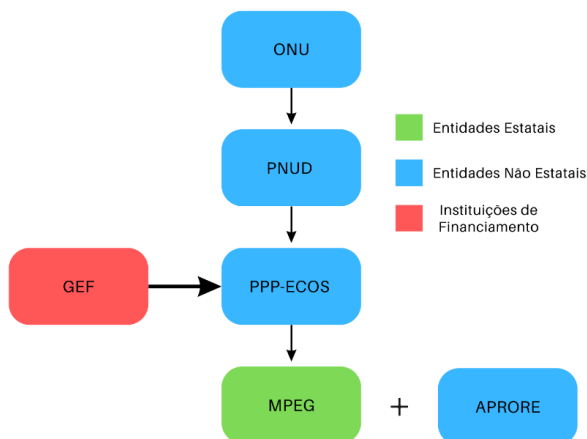 ONU
PNUD
Entidades Estatais
Entidades Não Estatais
Instituições de
Financiamento
GEF
PPP-ECOS
MPEG
+
APRORE